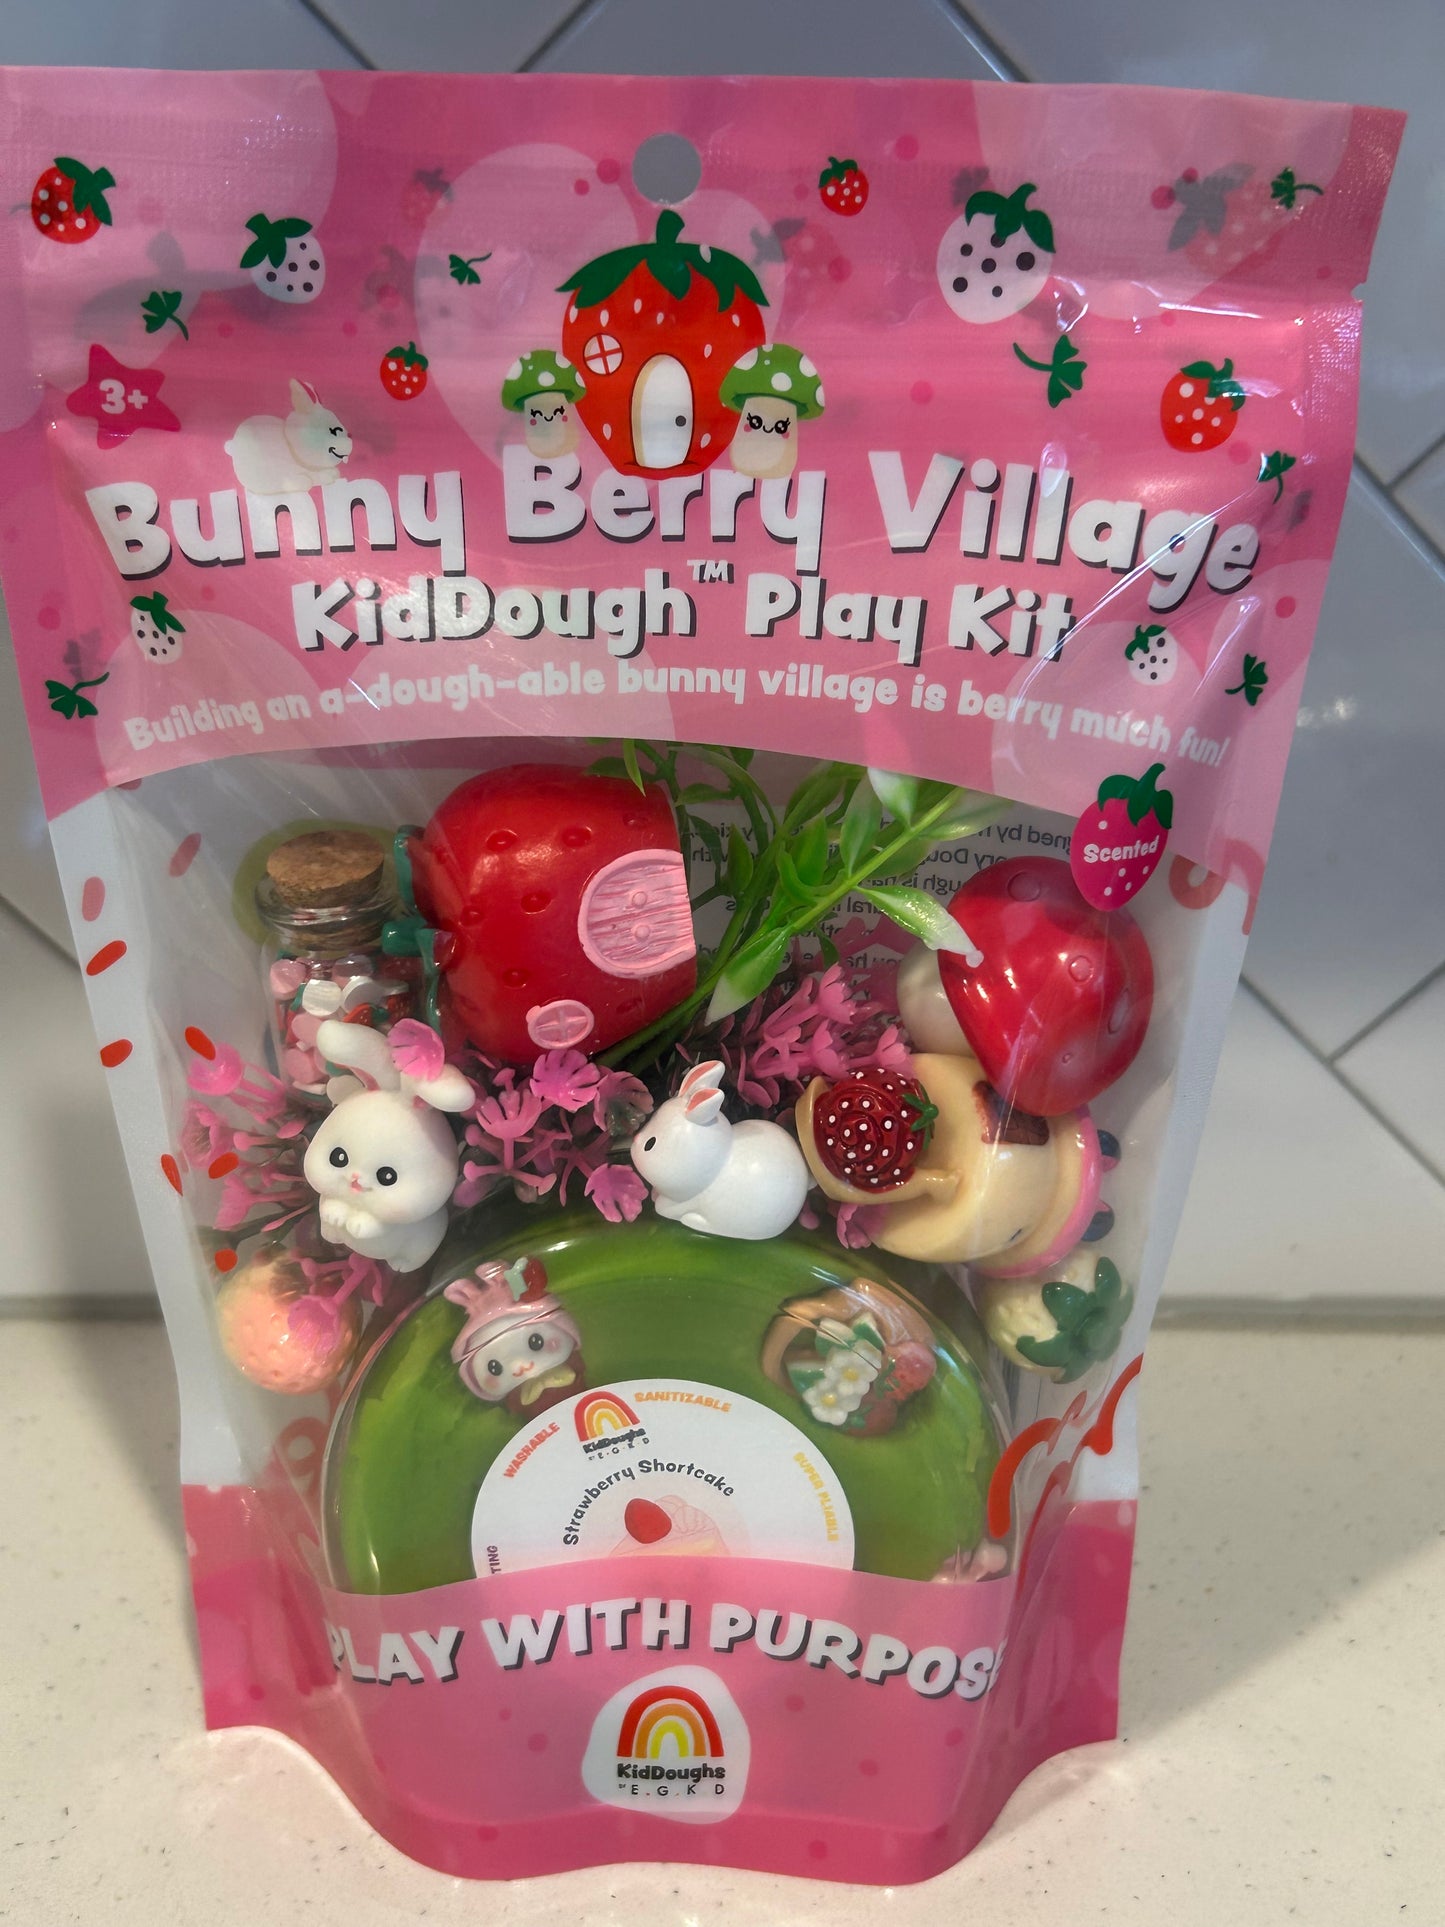 3+
Bunny Berry Village
KidDough™ Play Kit
Building an a-dough-able bunny village is berry much fun!
Scented
WASHABLE
SANITIZABLE
SUPER PLIABLE
KidDoughs
BY E.G.K.D
Strawberry Shortcake
PLAY WITH PURPOSE
KidDoughs
BY E.G.K.D